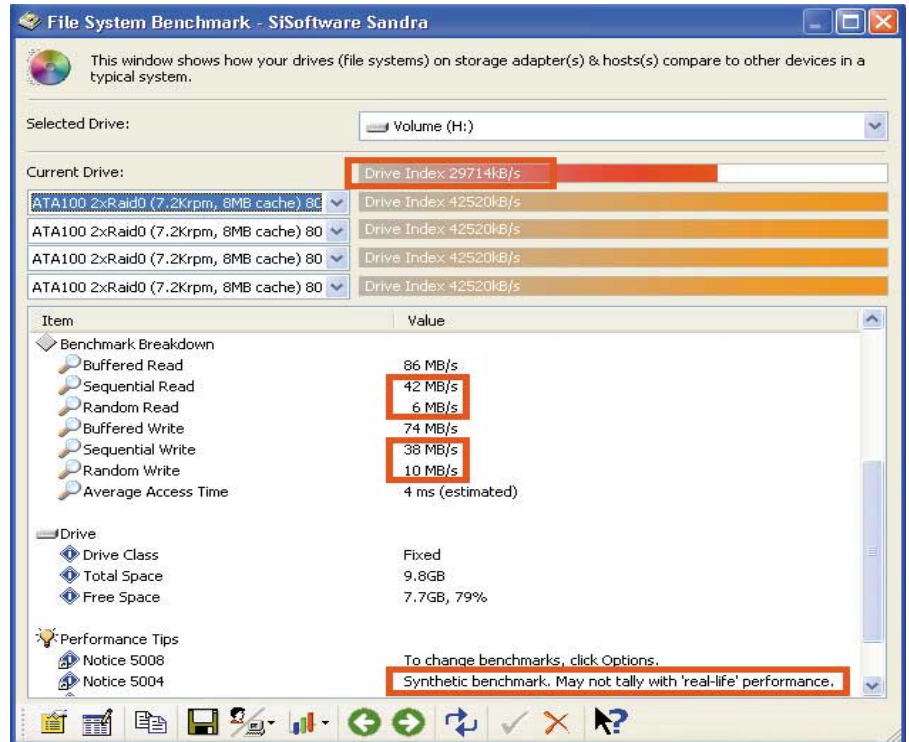 File System Benchmark - SiSoftware Sandra
This window shows how your drives (file systems) on storage adapter(s) & hosts(s) compare to other devices in a
typical system.
Selected Drive:
Volume (H:)
Current Drive:
Drive Index 29714kB/s
ATA100 2xRaid0 (7.2Krpm, 8MB cache) 80
Drive Index 42520kB/s
ATA100 2xRaid0 (7.2Krpm, 8MB cache) 80
Drive Index 42520kB/s
ATA100 2xRaid0 (7.2Krpm, 8MB cache) 80
Drive Index 42520kB/s
ATA100 2xRaid0 (7.2Krpm, 8MB cache) 80
Drive Index 42520kB/s
Item Value
Benchmark Breakdown
Buffered Read 86 MB/s
Sequential Read 42 MB/s
Random Read 6 MB/s
Buffered Write 74 MB/s
Sequential Write 38 MB/s
Random Write 10 MB/s
Average Access Time 4 ms (estimated)
Drive
Drive Class Fixed
Total Space 9.8GB
Free Space 7.7GB, 79%
Performance Tips
Notice 5008 To change benchmarks, click Options.
Notice 5004 Synthetic benchmark. May not tally with 'real-life' performance.